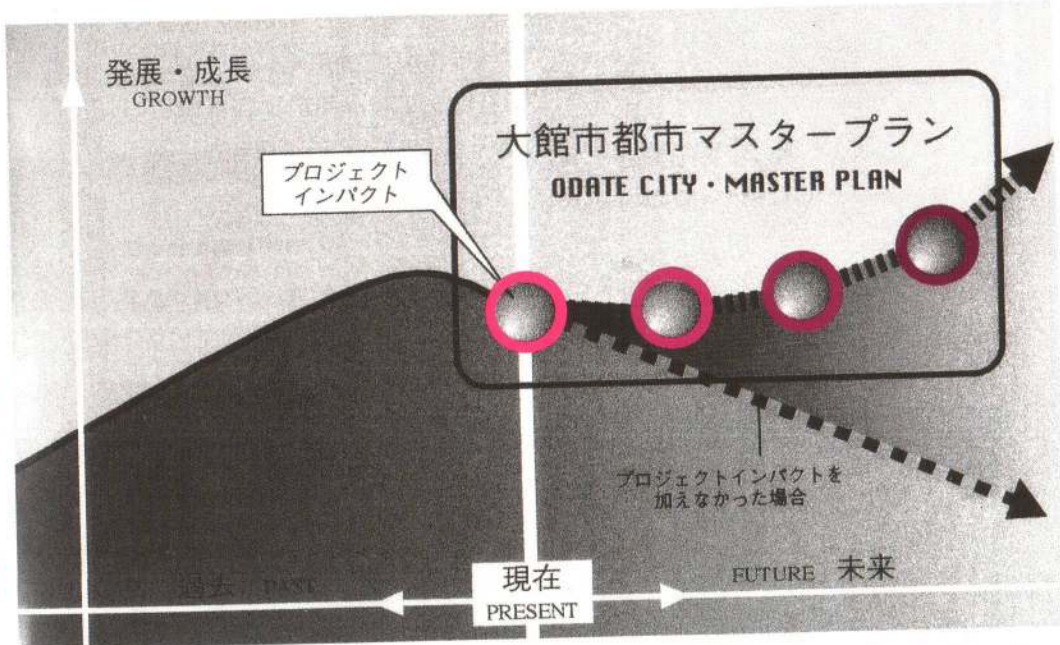 発展・成長
GROWTH
大館市都市マスタープラン
ODATE CITY・MASTER PLAN
プロジェクト
インパクト
プロジェクトインパクトを
加えなかった場合
過去 PAST
現在
PRESENT
FUTURE 未来